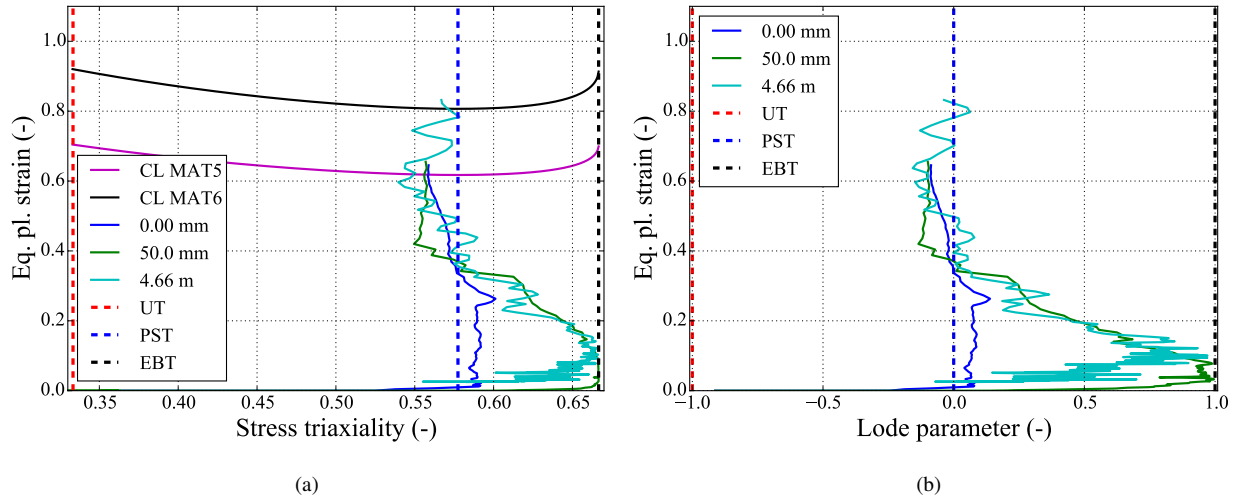 Eq. pl. strain (-)
1.0
0.8
0.6
0.4
0.2
0.0
CL MAT5
CL MAT6
0.00 mm
50.0 mm
4.66 m
UT
PST
EBT
0.35 0.40 0.45 0.50 0.55 0.60 0.65
Stress triaxiality (-)
(a)
Eq. pl. strain (-)
1.0
0.8
0.6
0.4
0.2
0.0
0.00 mm
50.0 mm
4.66 m
UT
PST
EBT
−1.0 −0.5 0.0 0.5 1.0
Lode parameter (-)
(b)